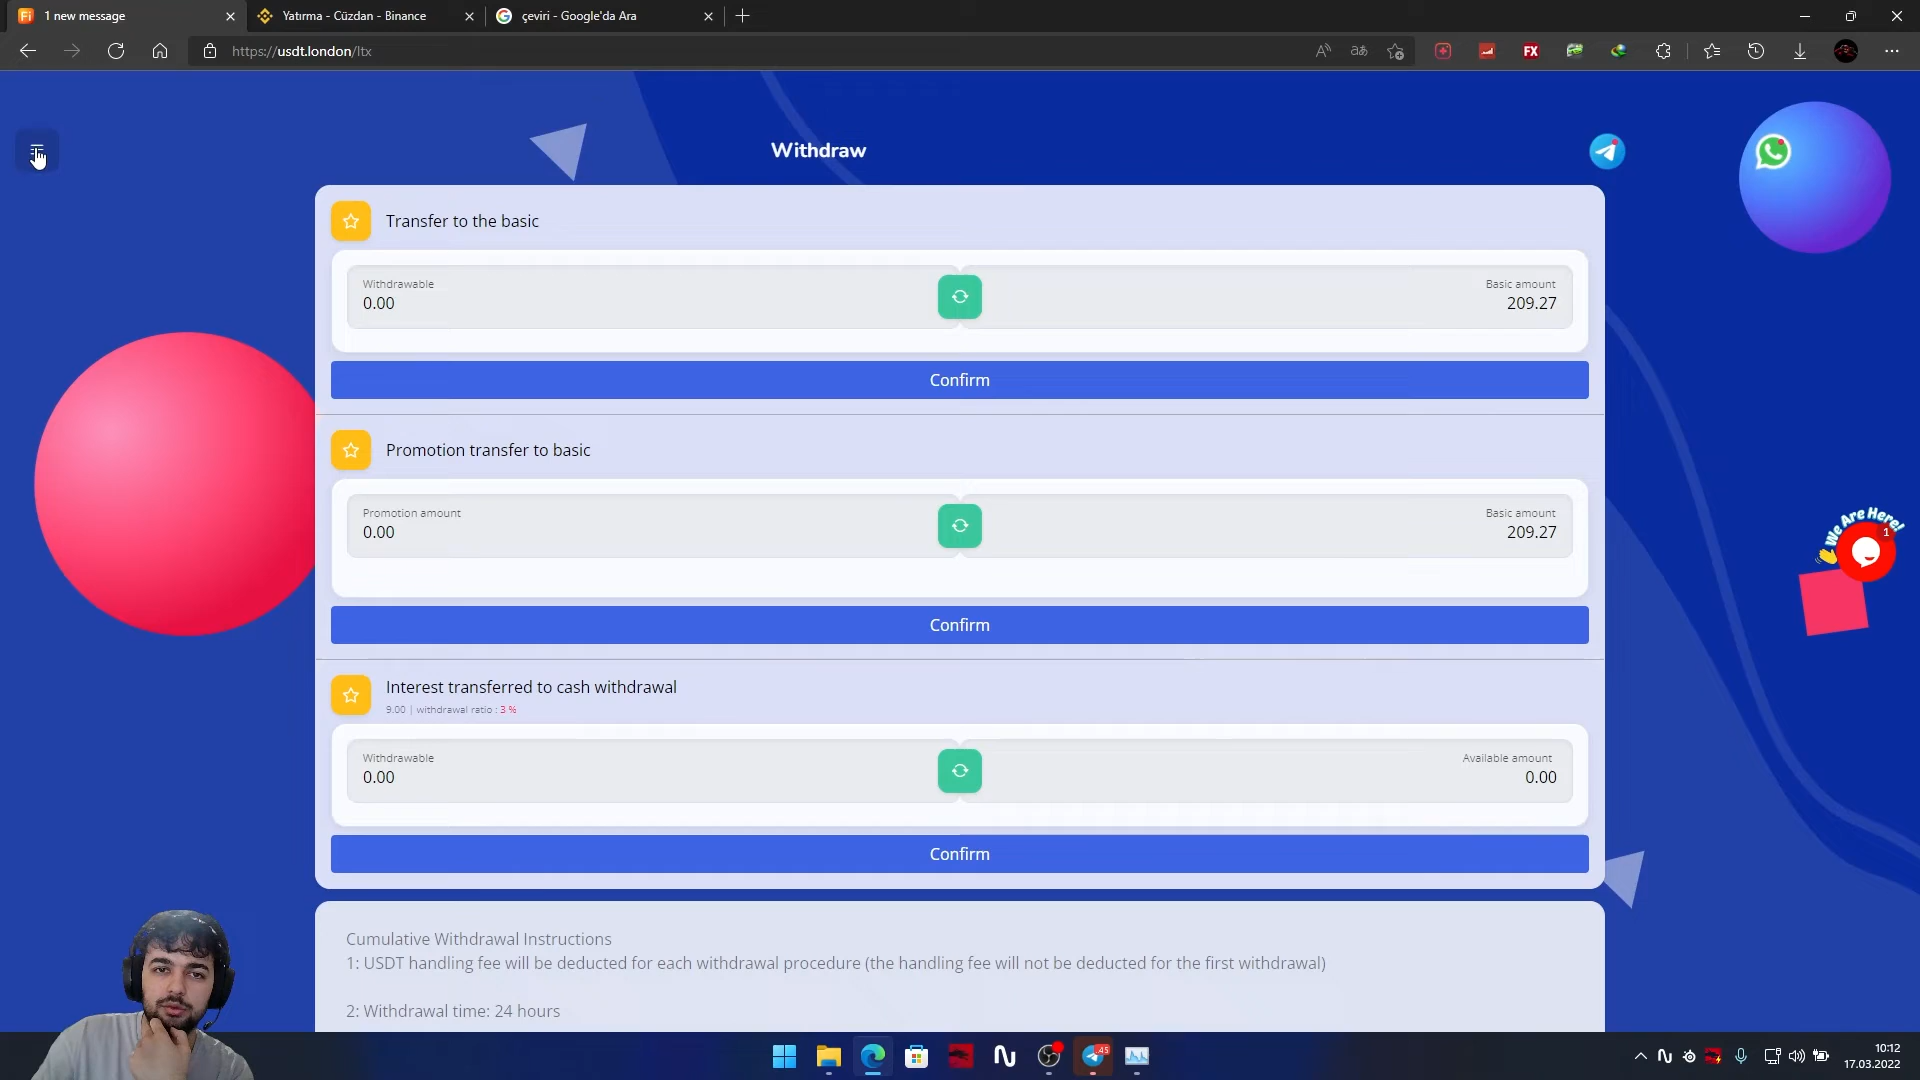 1 new message
Yatırma - Cüzdan - Binance
çeviri - Google'da Ara
https://usdt.london/ltx
FX
Withdraw
Transfer to the basic
Withdrawable
0.00
Basic amount
209.27
Confirm
Promotion transfer to basic
Promotion amount
0.00
Basic amount
209.27
Confirm
We Are Here!
1
Interest transferred to cash withdrawal
9.00 | withdrawal ratio : 3 %
Withdrawable
0.00
Available amount
0.00
Confirm
Cumulative Withdrawal Instructions
1: USDT handling fee will be deducted for each withdrawal procedure (the handling fee will not be deducted for the first withdrawal)
2: Withdrawal time: 24 hours
45
10:12
17.03.2022